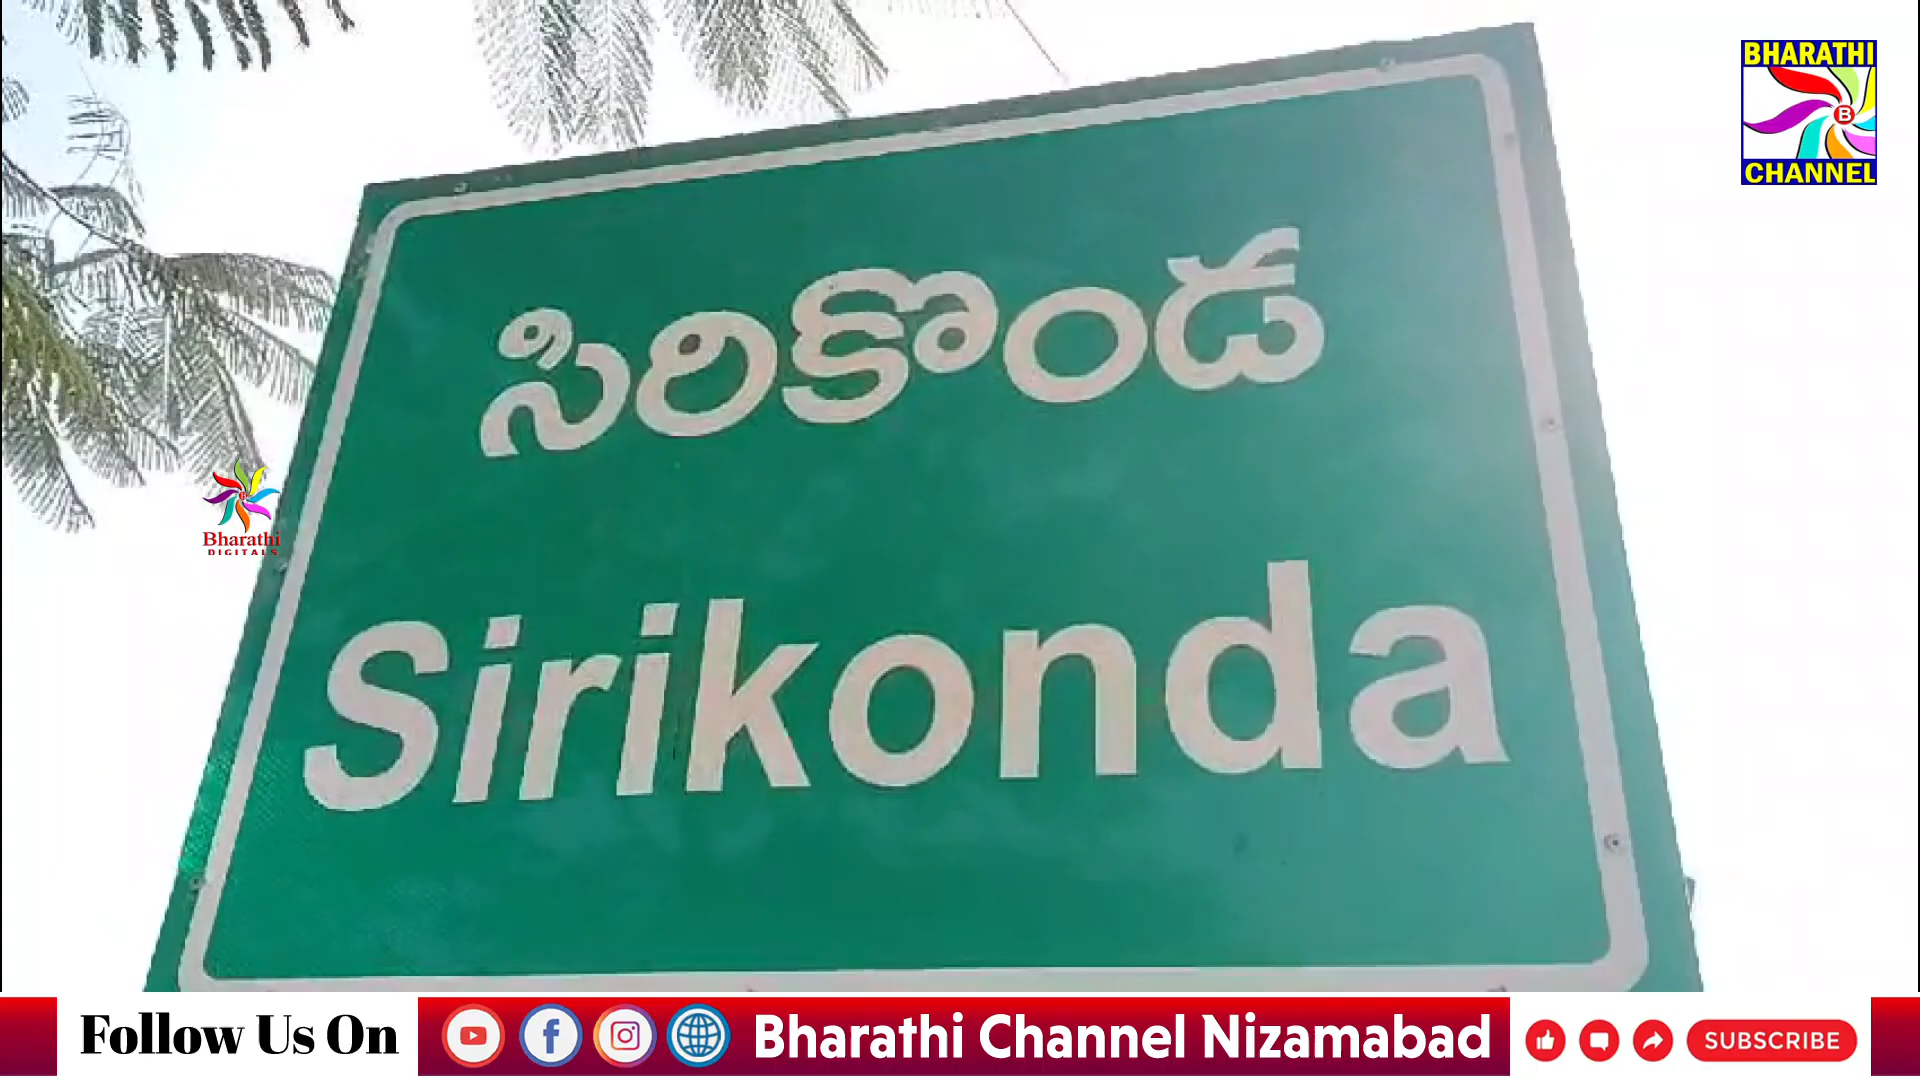 BHARATHI
B
CHANNEL
సిరికొండ
Bharathi
DIGITALS
Sirikonda
Follow Us On
Bharathi Channel Nizamabad
SUBSCRIBE